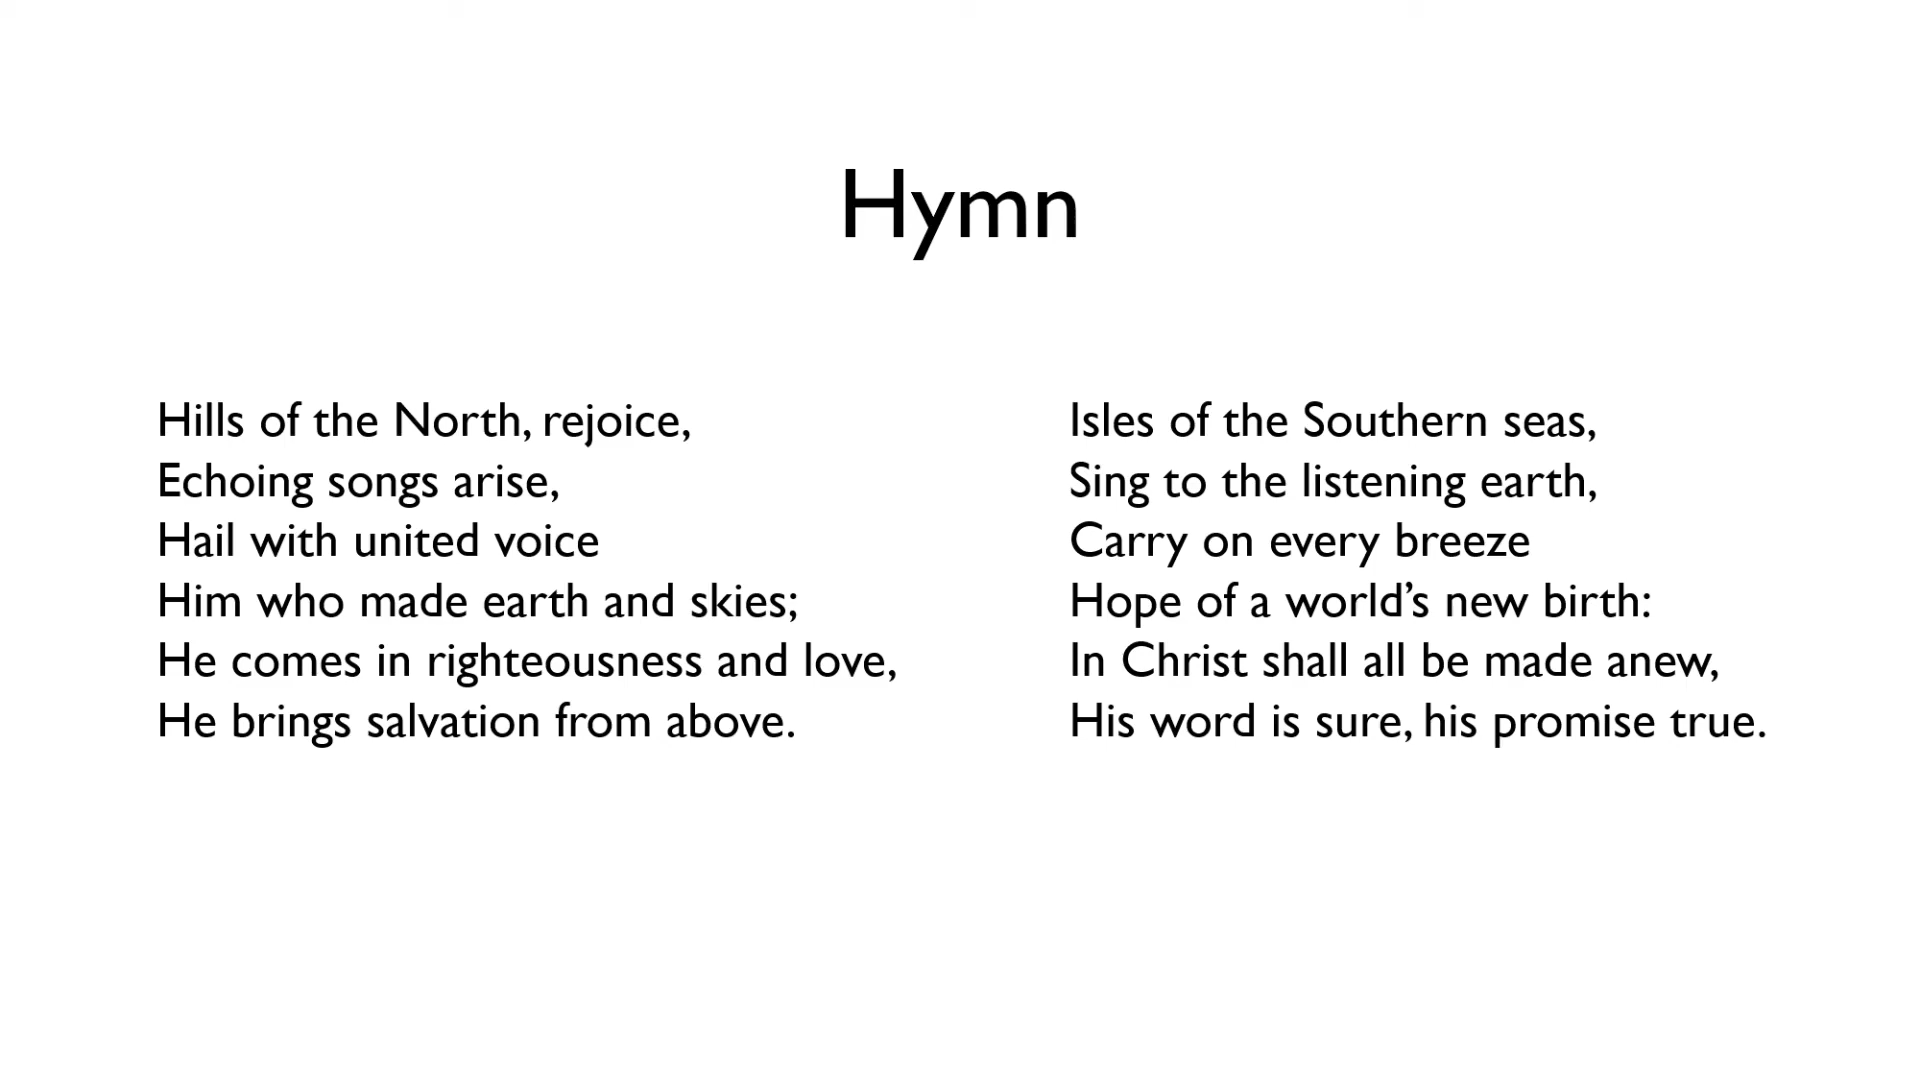 Hymn
Hills of the North, rejoice,
Echoing songs arise,
Hail with united voice
Him who made earth and skies;
He comes in righteousness and love,
He brings salvation from above.
Isles of the Southern seas,
Sing to the listening earth,
Carry on every breeze
Hope of a world’s new birth:
In Christ shall all be made anew,
His word is sure, his promise true.